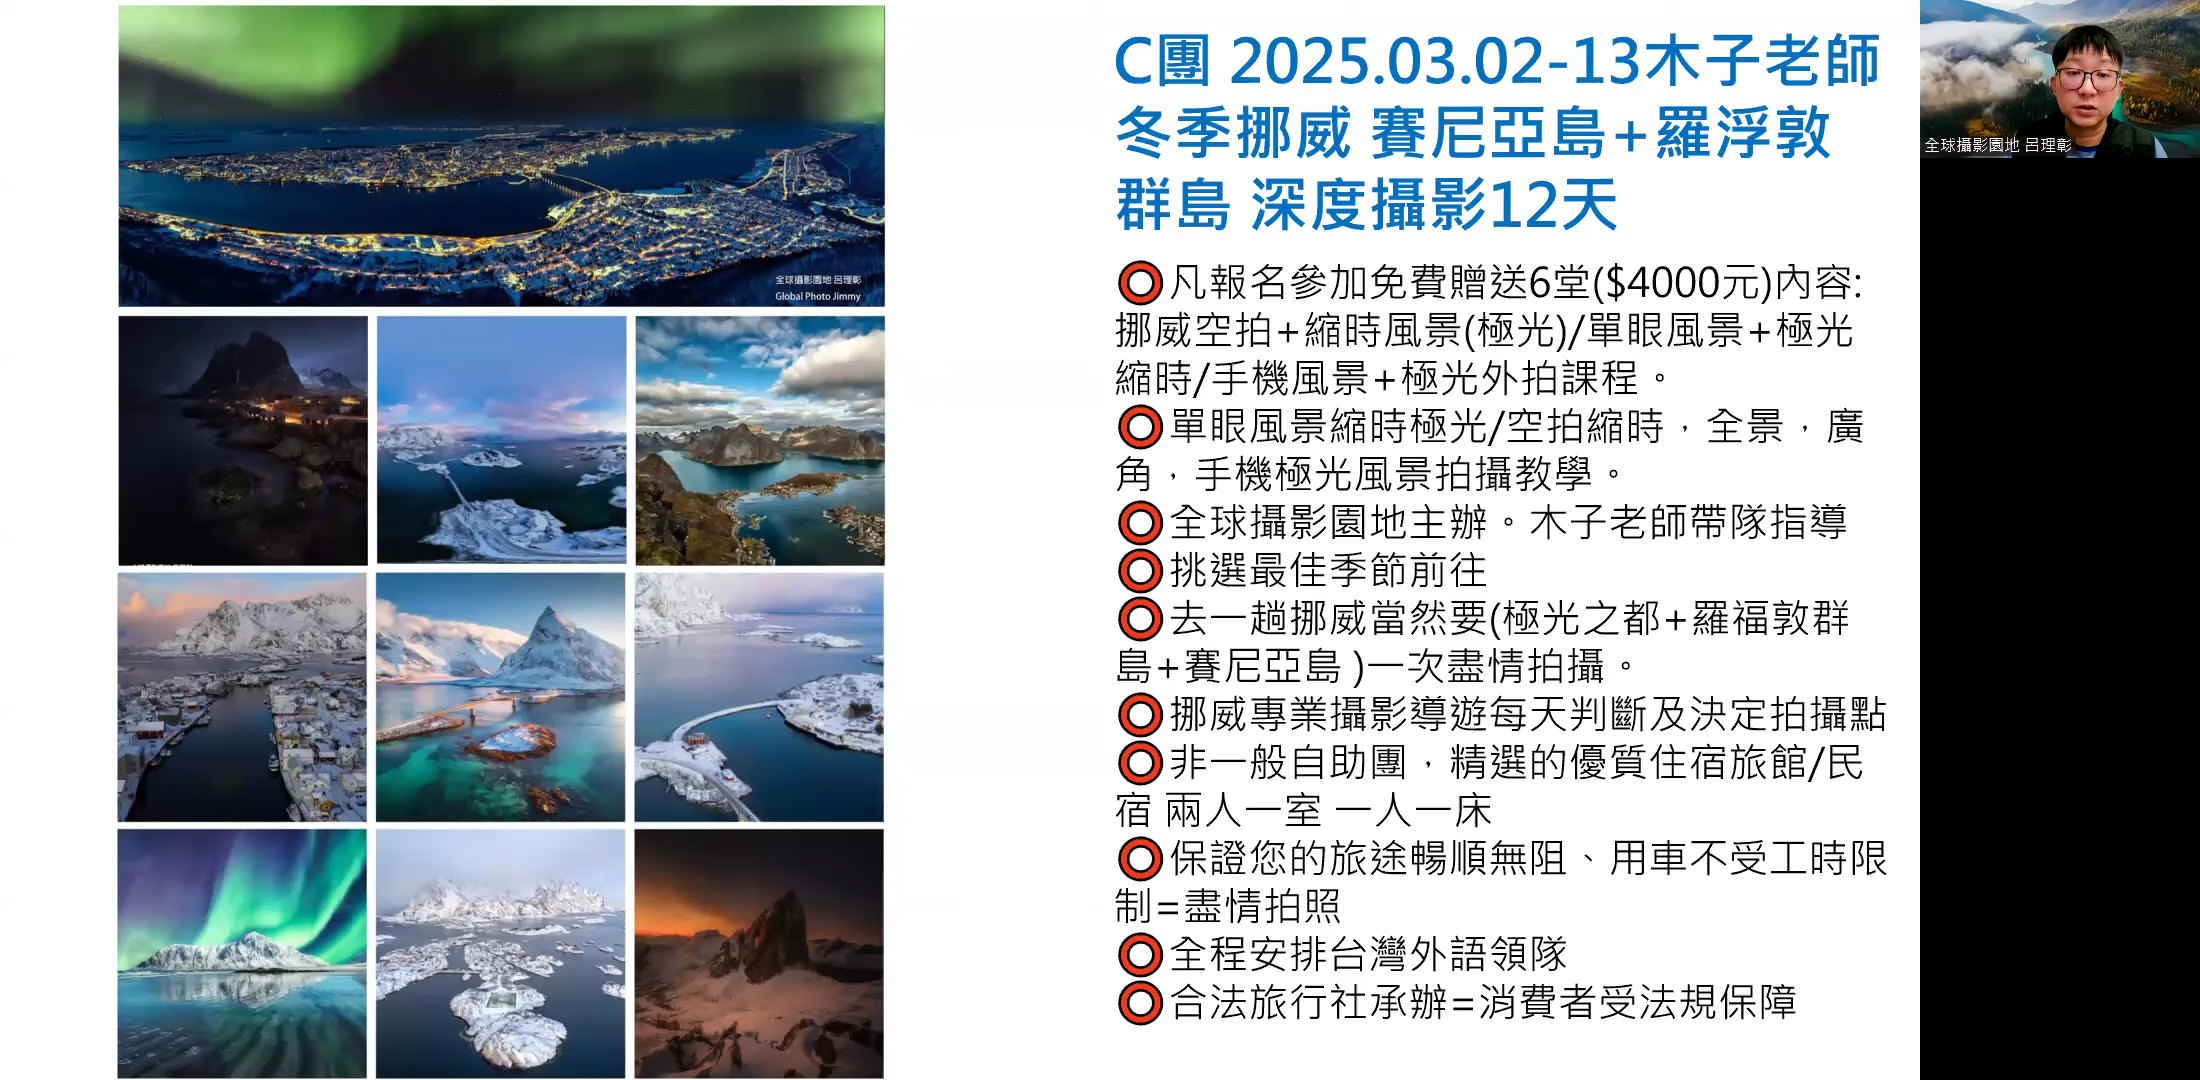 C團 2025.03.02-13木子老師
冬季挪威 賽尼亞島+羅浮敦
群島 深度攝影12天
⭕凡報名參加免費贈送6堂($4000元)內容:
挪威空拍+縮時風景(極光)/單眼風景+極光
縮時/手機風景+極光外拍課程。
⭕單眼風景縮時極光/空拍縮時，全景，廣
角，手機極光風景拍攝教學。
⭕全球攝影園地主辦。木子老師帶隊指導
⭕挑選最佳季節前往
⭕去一趟挪威當然要(極光之都+羅福敦群
島+賽尼亞島 )一次盡情拍攝。
⭕挪威專業攝影導遊每天判斷及決定拍攝點
⭕非一般自助團，精選的優質住宿旅館/民
宿 兩人一室 一人一床
⭕保證您的旅途暢順無阻、用車不受工時限
制=盡情拍照
⭕全程安排台灣外語領隊
⭕合法旅行社承辦=消費者受法規保障
全球攝影園地 呂理彰
Global Photo Jimmy
全球攝影園地 呂理彰